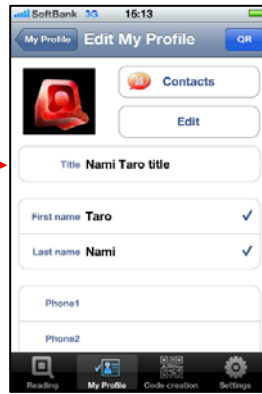 SoftBank 3G 15:13
My Profile Edit My Profile QR
Contacts
Edit
Title Nami Taro title
First name Taro
Last name Nami
Phone1
Phone2
Reading My Profile Code creation Settings